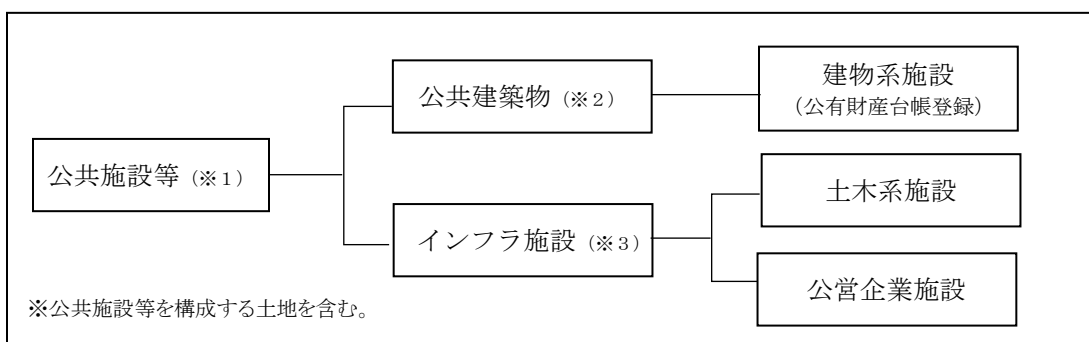 建物系施設
(公有財産台帳登録)
公共建築物(※2)
公共施設等(※1)
土木系施設
インフラ施設(※3)
公営企業施設
※公共施設等を構成する土地を含む。